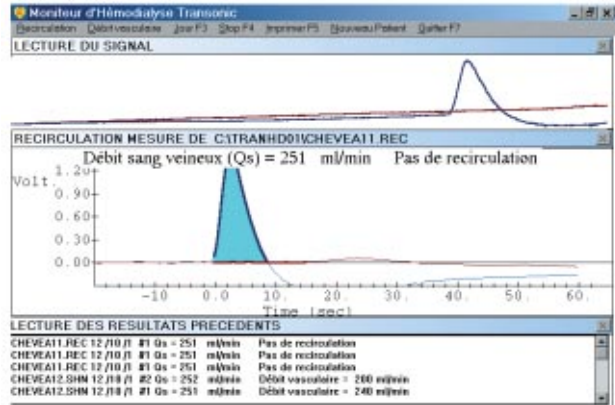 Moniteur d'Hémodialyse Transonic
Recirculation Débit vasculaire Jour F3 Stop F4 Imprimer F5 Nouveau Patient Quitter F7
LECTURE DU SIGNAL
RECIRCULATION MESURE DE C:\TRANHD01\CHEVEA11.REC
Débit sang veineux (Qs) = 251 ml/min Pas de recirculation
Volt.
1.20
0.90
0.60
0.30
0.00
-10 0.0 10. 20. 30. 40. 50. 60.
Time [sec]
LECTURE DES RESULTATS PRECEDENTS
CHEVEA11.REC 12 /10 /1 #1 Qs = 251 ml/min Pas de recirculation
CHEVEA11.REC 12 /10 /1 #1 Qs = 251 ml/min Pas de recirculation
CHEVEA11.REC 12 /10 /1 #1 Qs = 251 ml/min Pas de recirculation
CHEVEA12.SHN 12 /10 /1 #2 Qs = 252 ml/min Débit vasculaire = 200 ml/min
CHEVEA12.SHN 12 /10 /1 #1 Qs = 251 ml/min Débit vasculaire = 240 ml/min